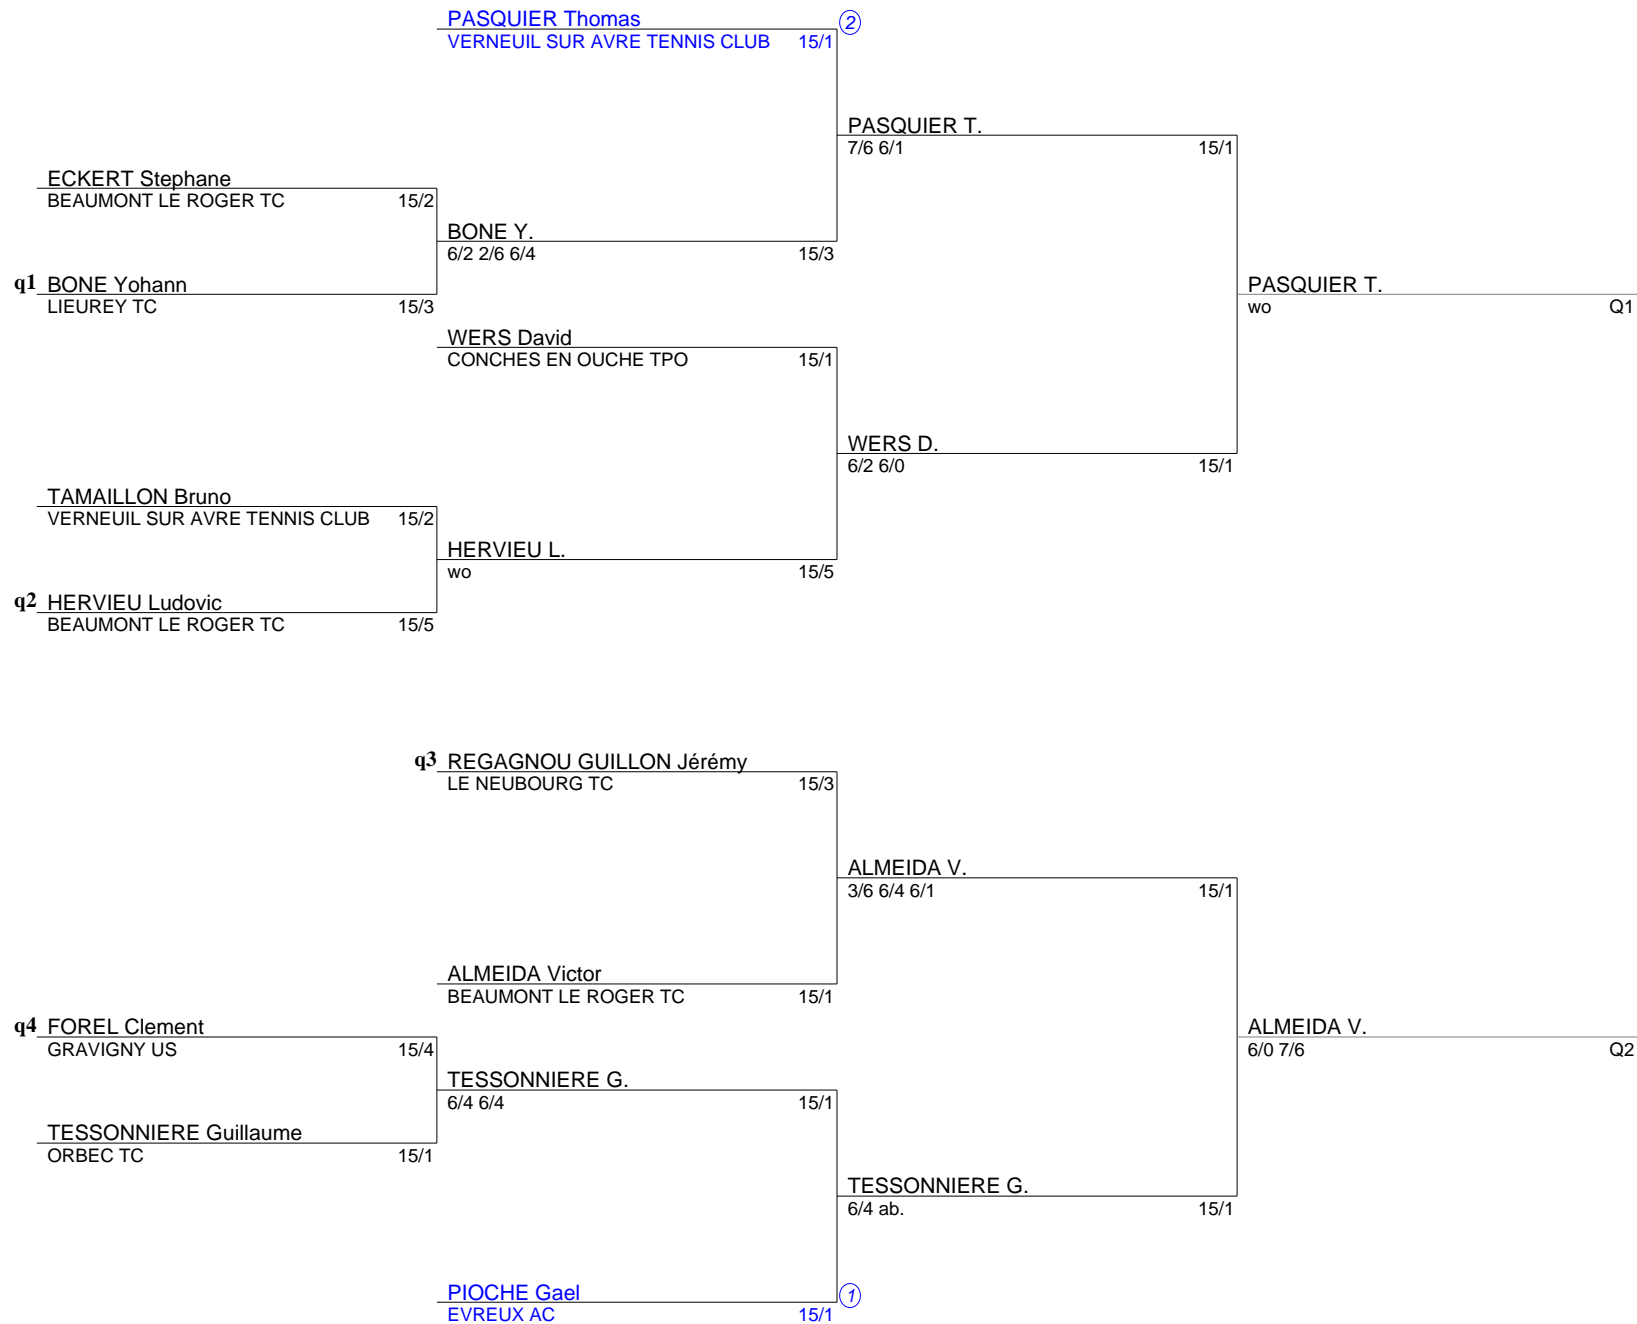 PASQUIER Thomas 2
VERNEUIL SUR AVRE TENNIS CLUB 15/1
PASQUIER T.
7/6 6/1 15/1
ECKERT Stephane
BEAUMONT LE ROGER TC 15/2
BONE Y.
6/2 2/6 6/4 15/3
q1 BONE Yohann
LIEUREY TC 15/3
PASQUIER T.
wo Q1
WERS David
CONCHES EN OUCHE TPO 15/1
WERS D.
6/2 6/0 15/1
TAMAILLON Bruno
VERNEUIL SUR AVRE TENNIS CLUB 15/2
HERVIEU L.
wo 15/5
q2 HERVIEU Ludovic
BEAUMONT LE ROGER TC 15/5
q3 REGAGNOU GUILLON Jérémy
LE NEUBOURG TC 15/3
ALMEIDA V.
3/6 6/4 6/1 15/1
ALMEIDA Victor
BEAUMONT LE ROGER TC 15/1
q4 FOREL Clement
GRAVIGNY US 15/4
ALMEIDA V.
6/0 7/6 Q2
TESSONNIERE G.
6/4 6/4 15/1
TESSONNIERE Guillaume
ORBEC TC 15/1
TESSONNIERE G.
6/4 ab. 15/1
PIOCHE Gael 1
EVREUX AC 15/1